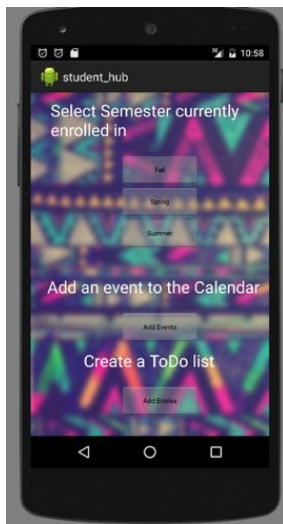 3G 10:58
student_hub
Select Semester currently
enrolled in
Fall
Spring
Summer
Add an event to the Calendar
Add Events
Create a ToDo list
Add Entries